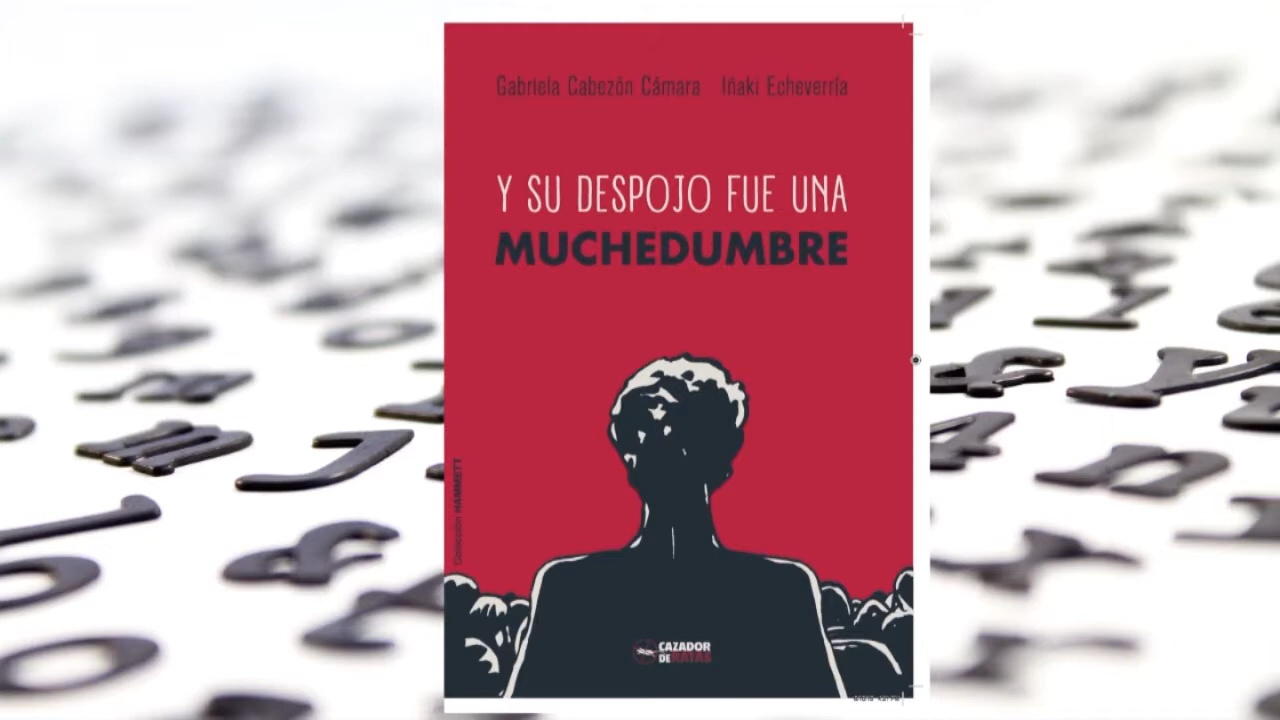 Gabriela Cabezón Cámara Iñaki Echeverría
Y SU DESPOJO FUE UNA
MUCHEDUMBRE
Colección HAMMETT
CAZADOR
DE RATAS